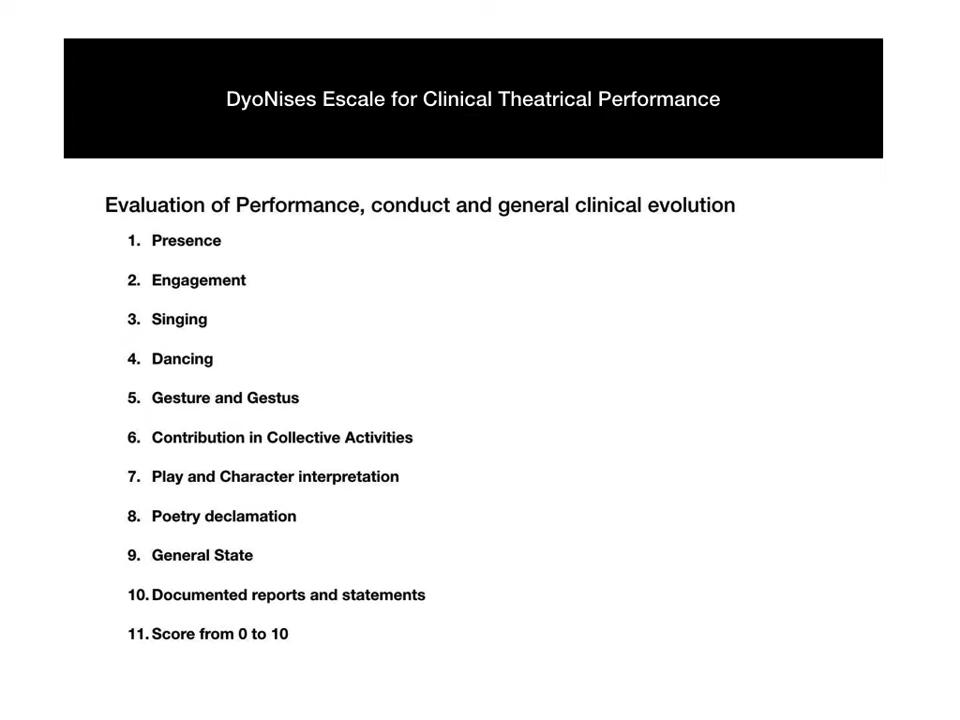 DyoNises Escale for Clinical Theatrical Performance
Evaluation of Performance, conduct and general clinical evolution
1. Presence
2. Engagement
3. Singing
4. Dancing
5. Gesture and Gestus
6. Contribution in Collective Activities
7. Play and Character interpretation
8. Poetry declamation
9. General State
10. Documented reports and statements
11. Score from 0 to 10